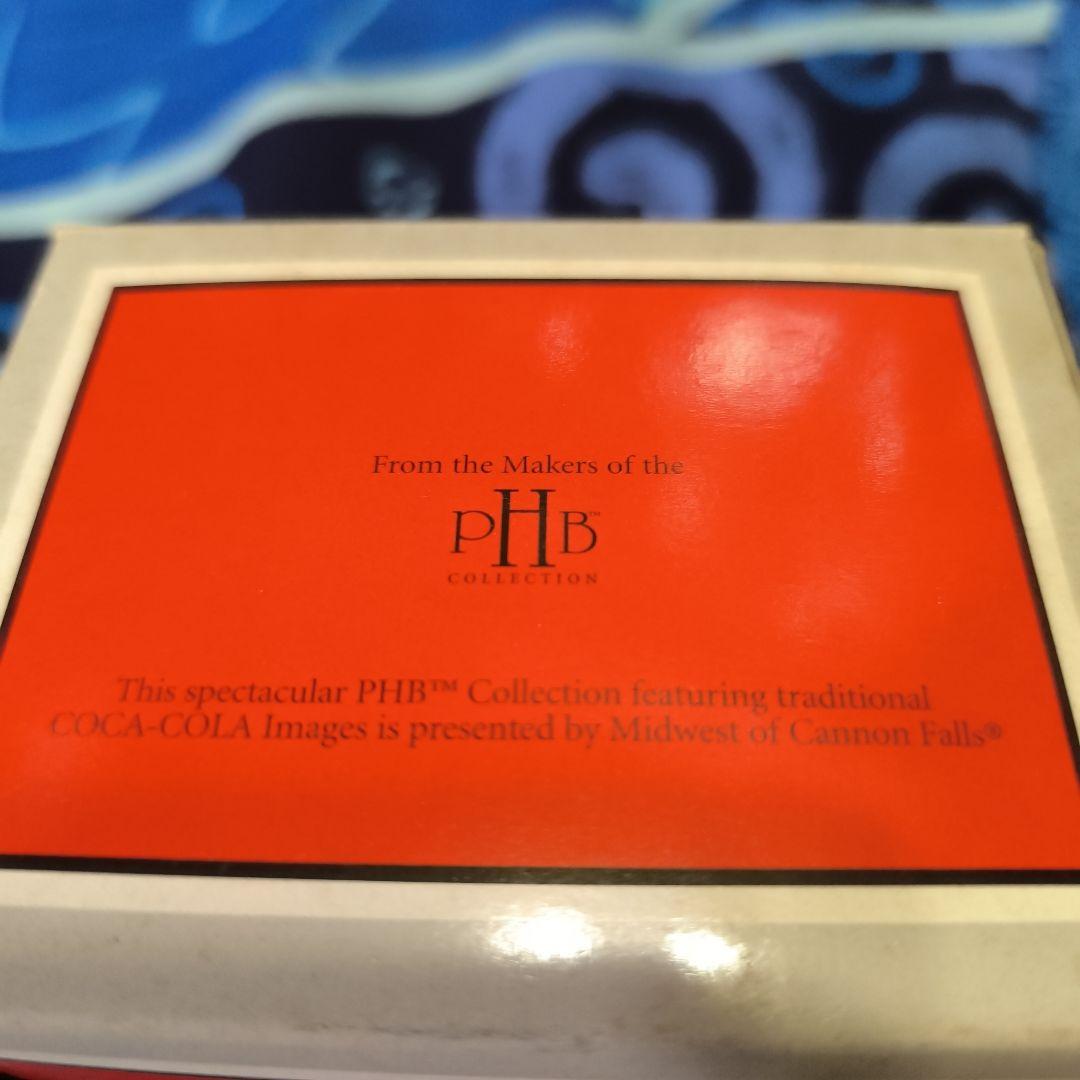 From the Makers of the
PHB™
COLLECTION
This spectacular PHB™ Collection featuring traditional
COCA-COLA Images is presented by Midwest of Cannon Falls®